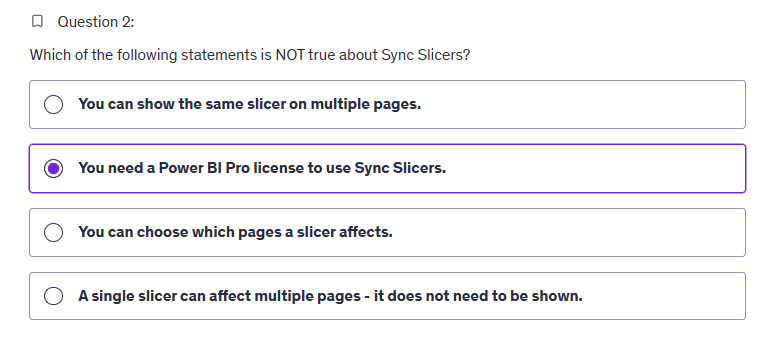 Question 2:
Which of the following statements is NOT true about Sync Slicers?
You can show the same slicer on multiple pages.
You need a Power BI Pro license to use Sync Slicers.
You can choose which pages a slicer affects.
A single slicer can affect multiple pages - it does not need to be shown.